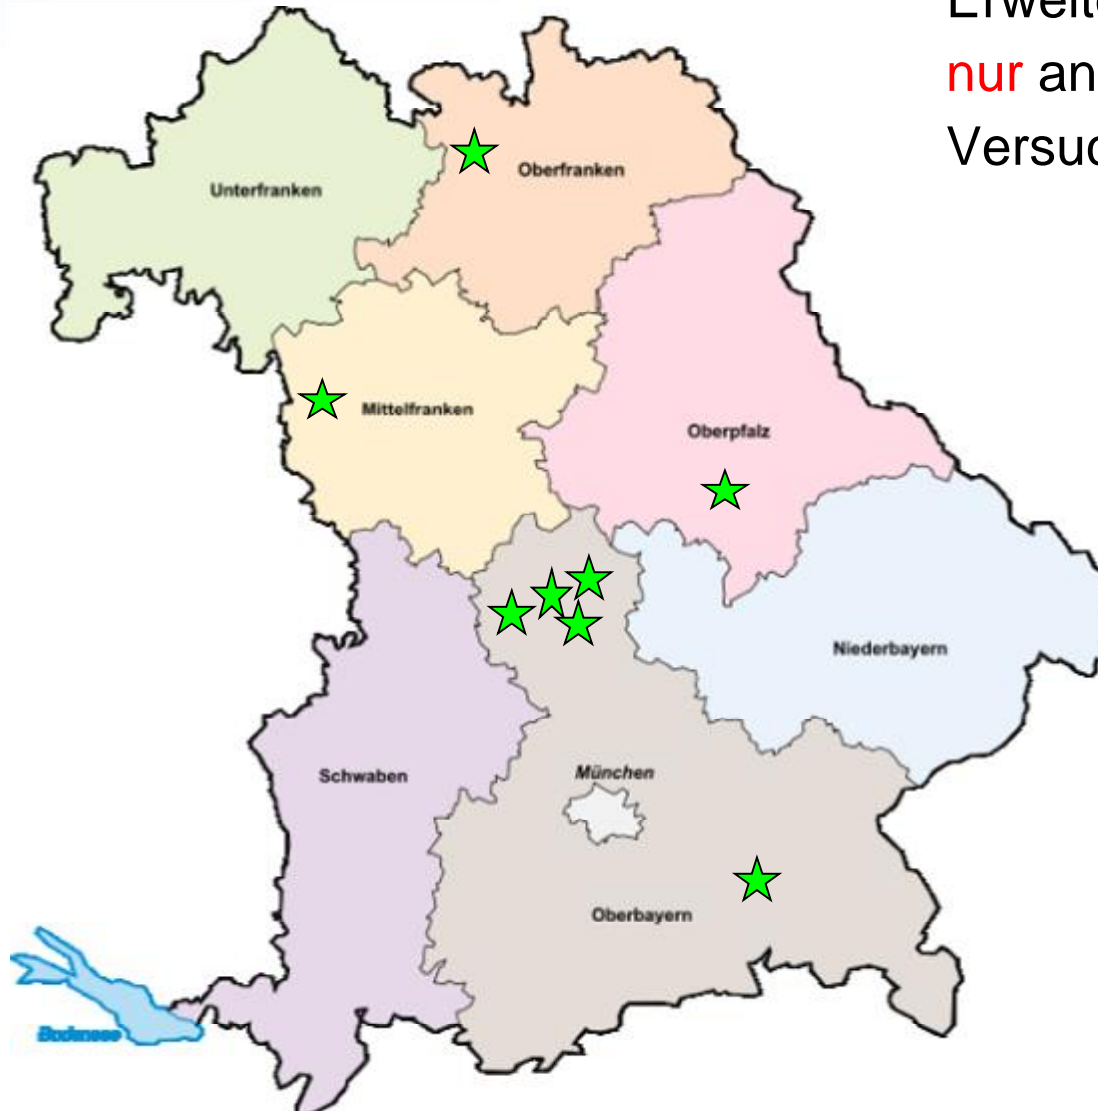 nur an
Oberfranken
Unterfranken
Mittelfranken
Oberpfalz
Niederbayern
München
Schwaben
Oberbayern
Bodensee